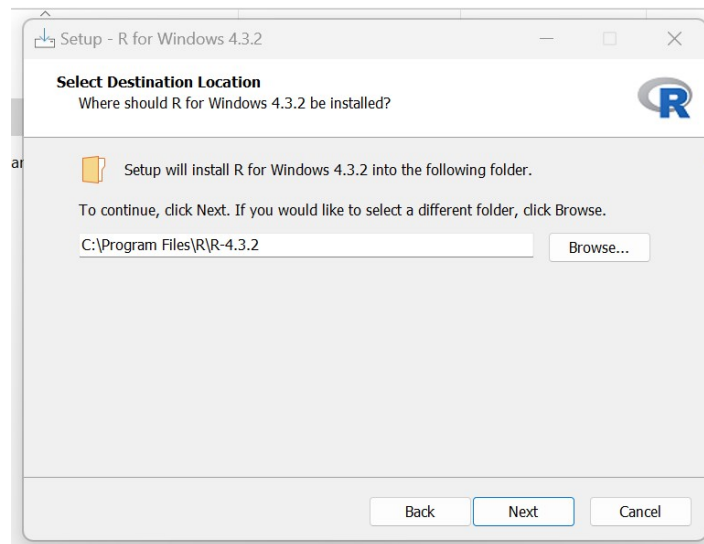 Setup - R for Windows 4.3.2
Select Destination Location
Where should R for Windows 4.3.2 be installed?
R
Setup will install R for Windows 4.3.2 into the following folder.
To continue, click Next. If you would like to select a different folder, click Browse.
C:\Program Files\R\R-4.3.2
Browse...
Back
Next
Cancel